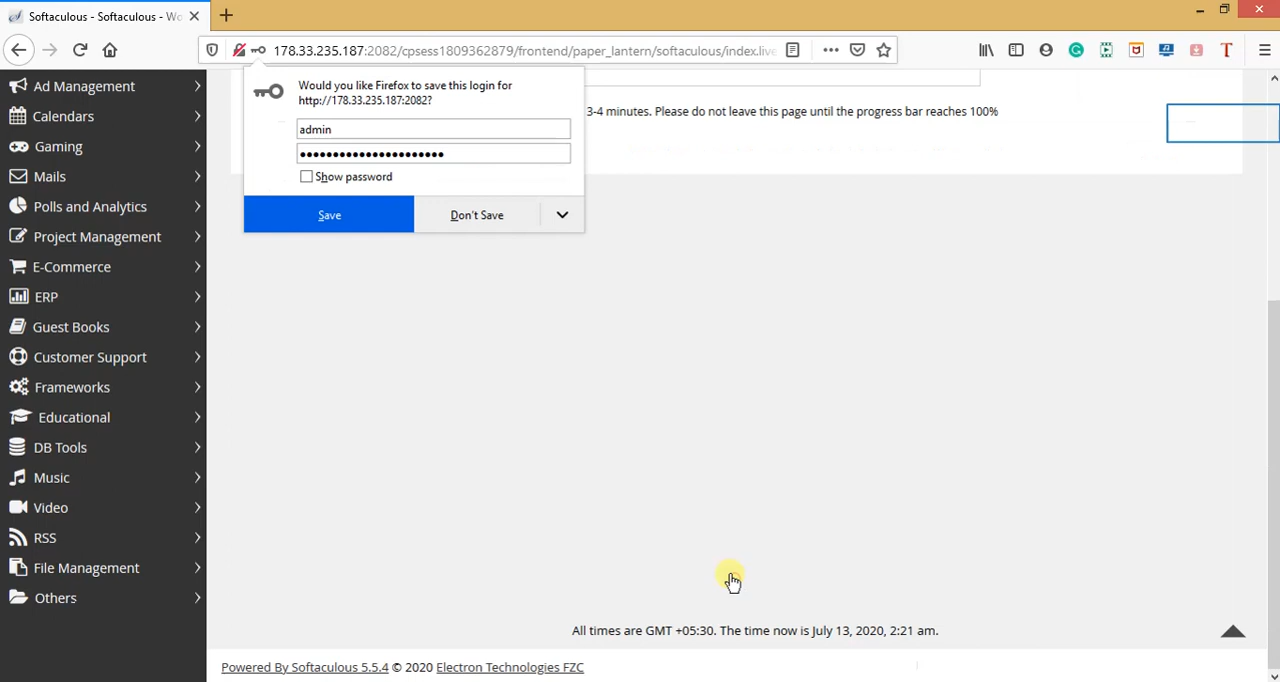 Softaculous - Softaculous - Wo
178.33.235.187:2082/cpsess1809362879/frontend/paper_lantern/softaculous/index.live
Would you like Firefox to save this login for
http://178.33.235.187:2082?
admin
••••••••••••••••••••••
Show password
Save
Don't Save
3-4 minutes. Please do not leave this page until the progress bar reaches 100%
Ad Management
Calendars
Gaming
Mails
Polls and Analytics
Project Management
E-Commerce
ERP
Guest Books
Customer Support
Frameworks
Educational
DB Tools
Music
Video
RSS
File Management
Others
All times are GMT +05:30. The time now is July 13, 2020, 2:21 am.
Powered By Softaculous 5.5.4 © 2020 Electron Technologies FZC